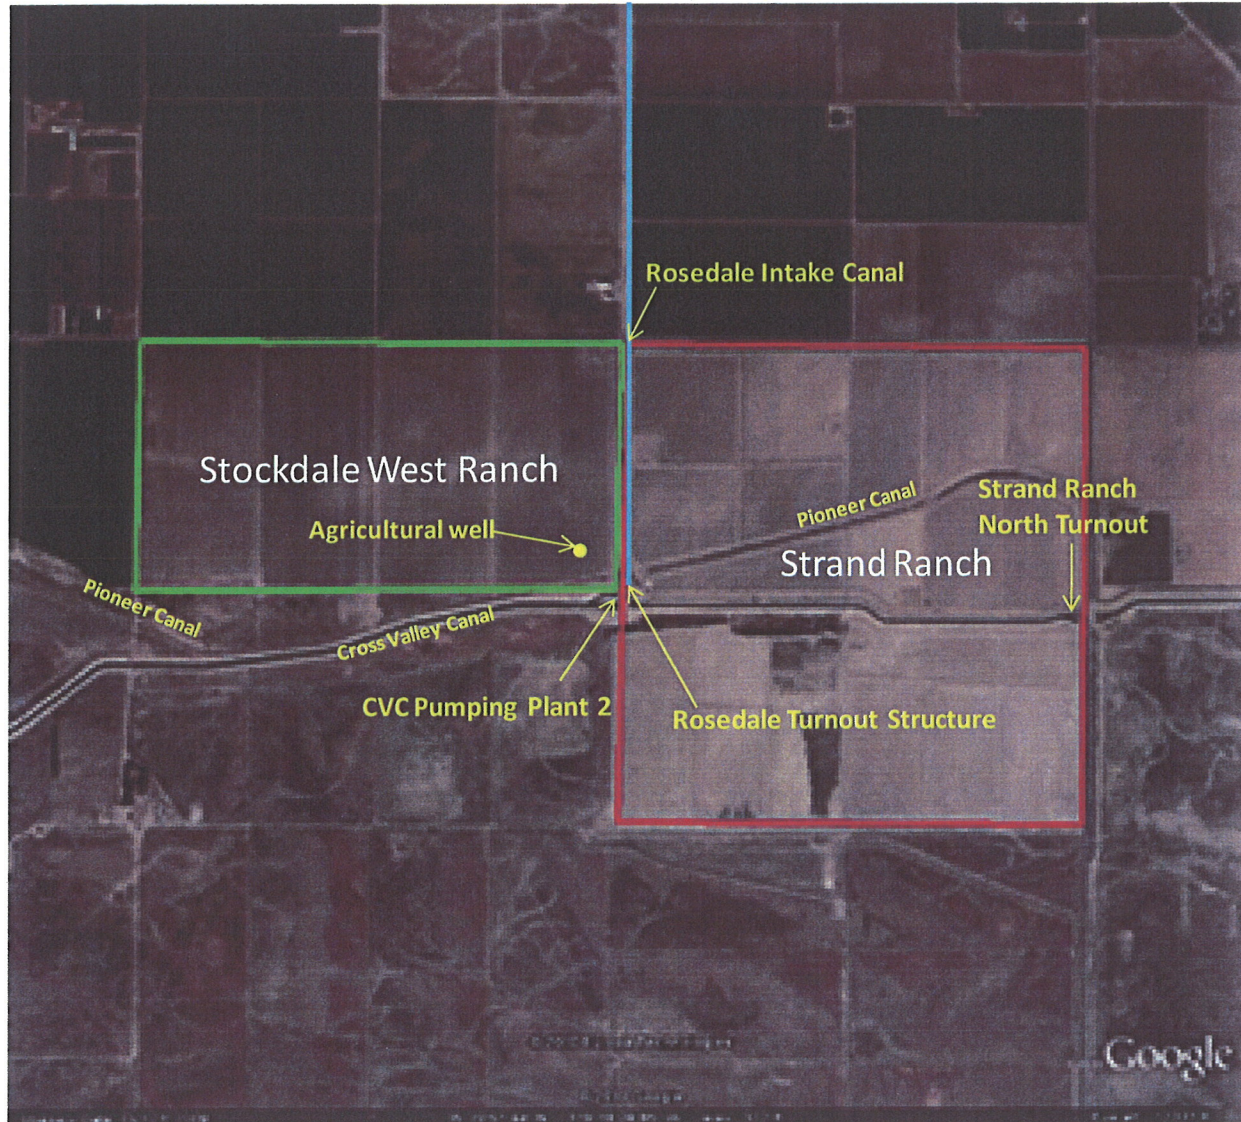 Rosedale Intake Canal
Stockdale West Ranch
Agricultural well
Pioneer Canal
Strand Ranch
North Turnout
Strand Ranch
Pioneer Canal
Cross Valley Canal
CVC Pumping Plant 2
Rosedale Turnout Structure
Google